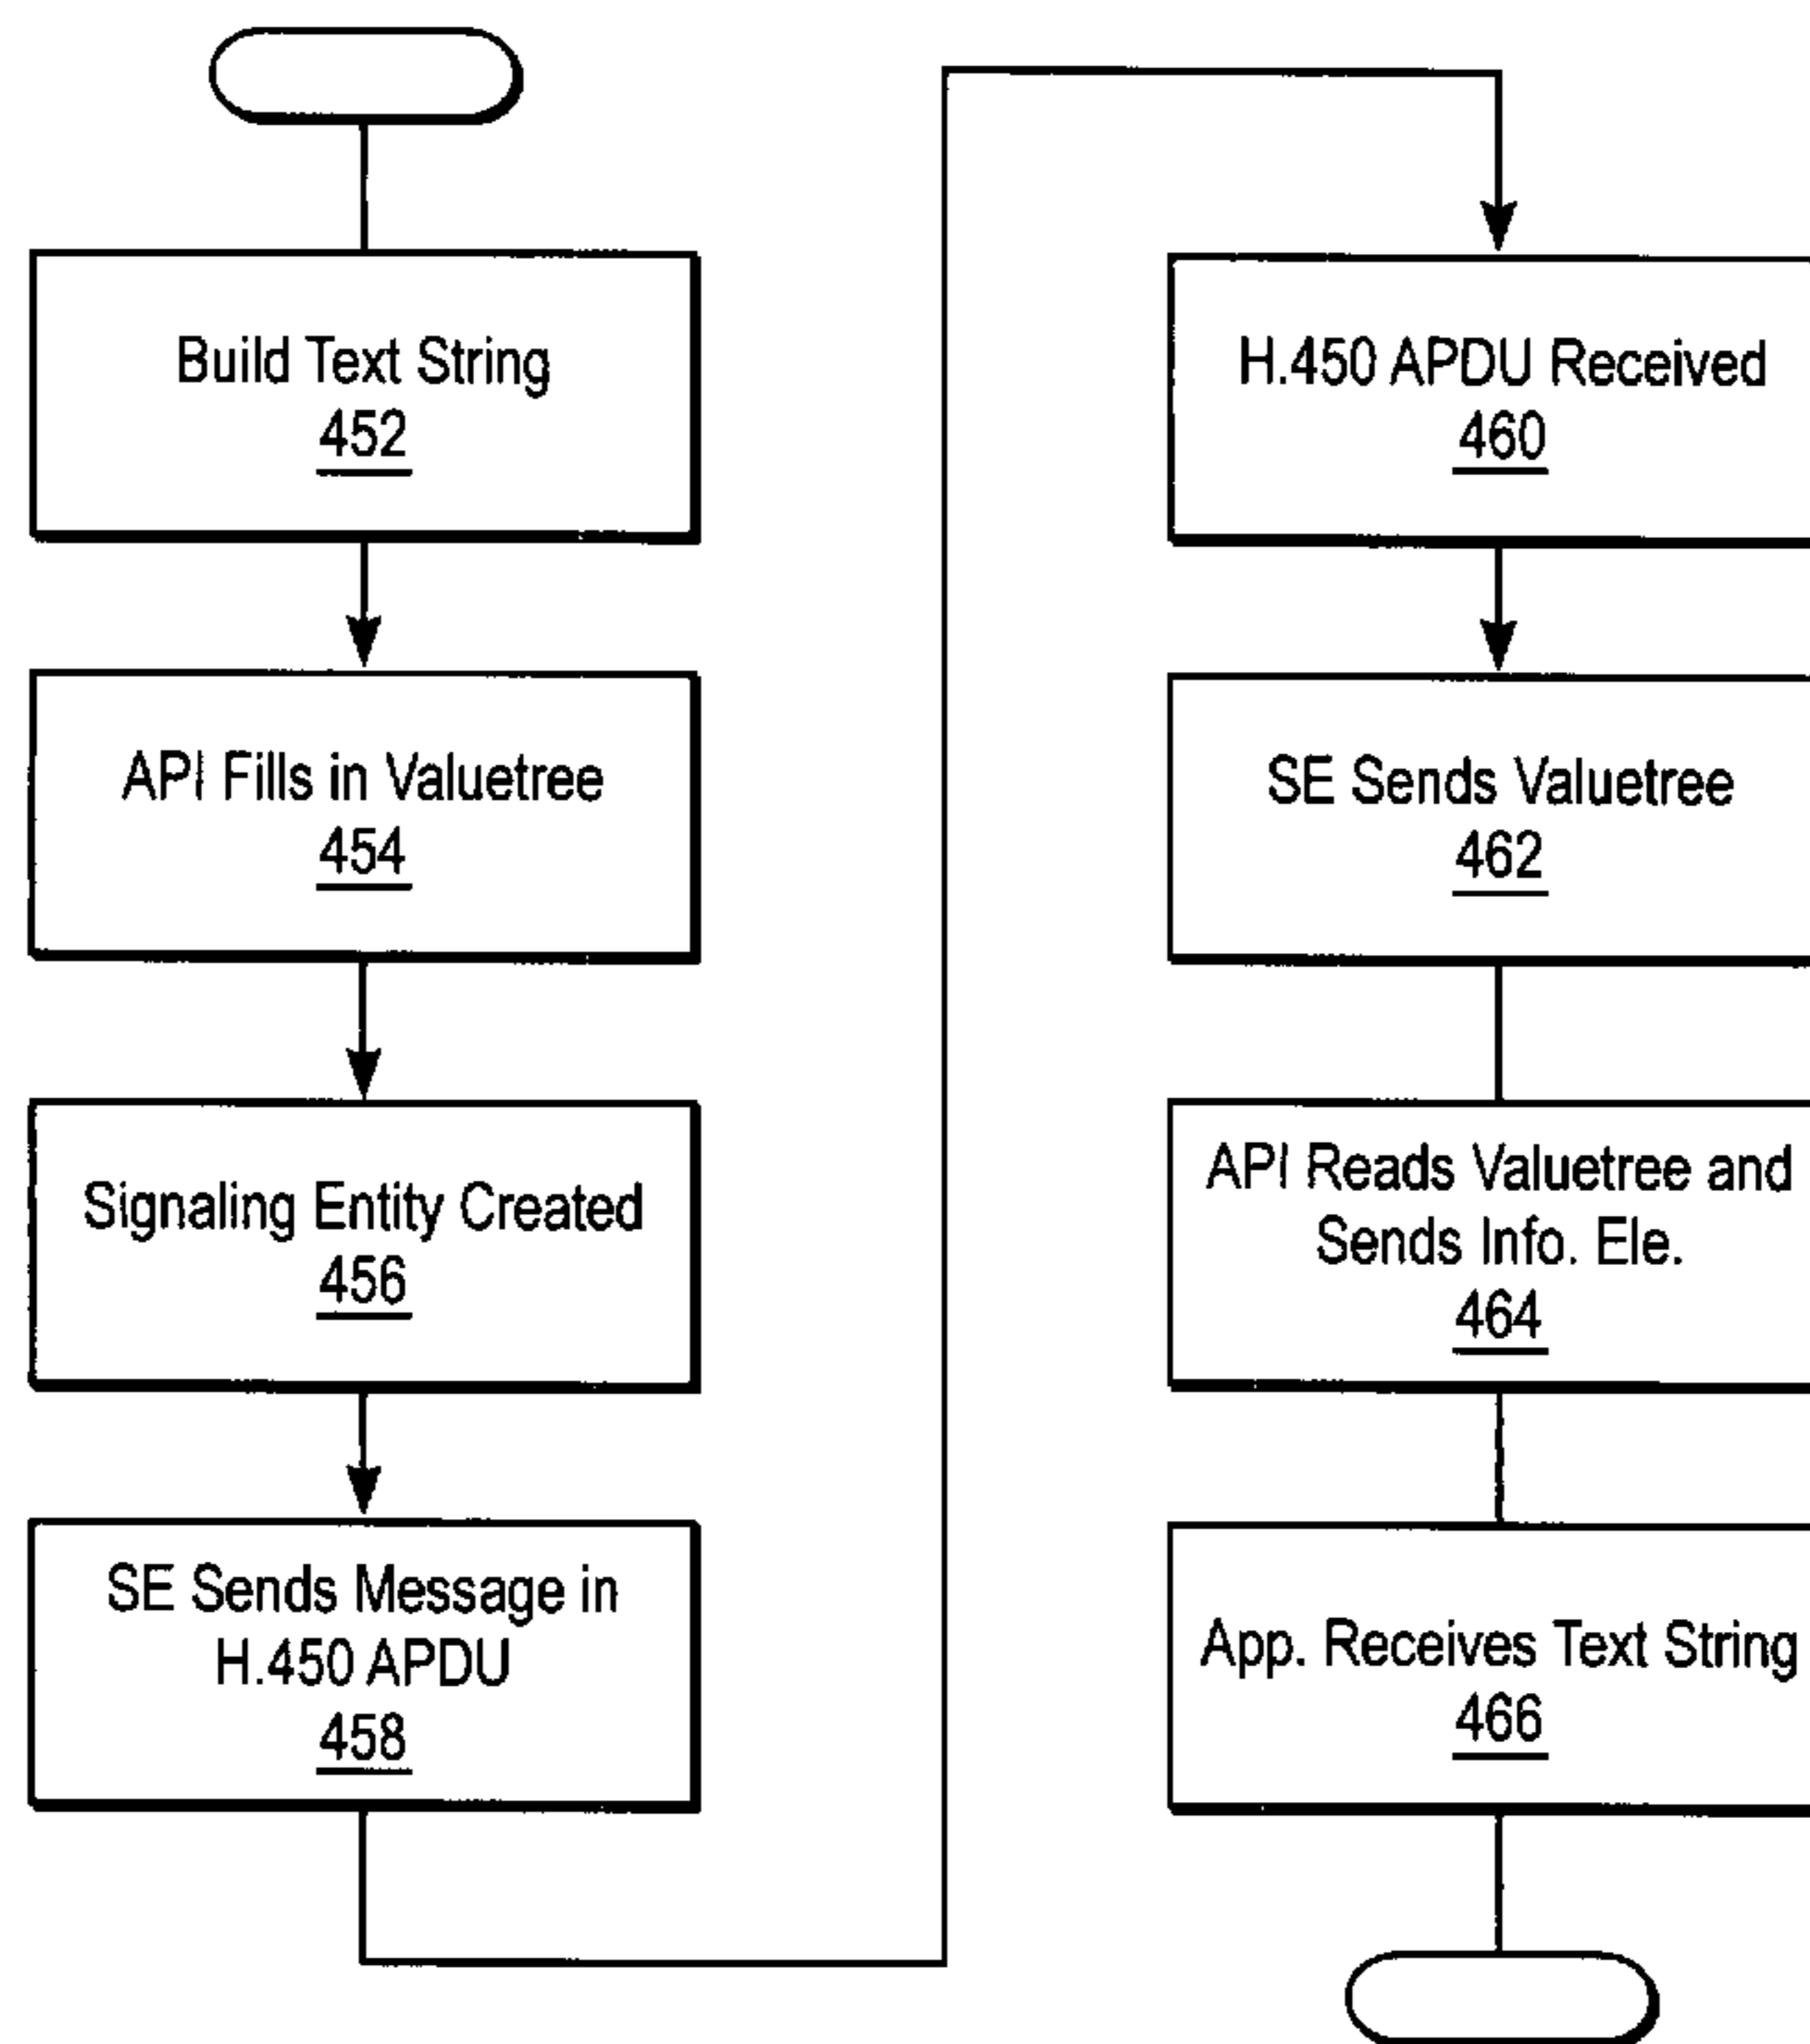 Build Text String
452
API Fills in Valuetree
454
Signaling Entity Created
456
SE Sends Message in
H.450 APDU
458
H.450 APDU Received
460
SE Sends Valuetree
462
API Reads Valuetree and
Sends Info. Ele.
464
App. Receives Text String
466